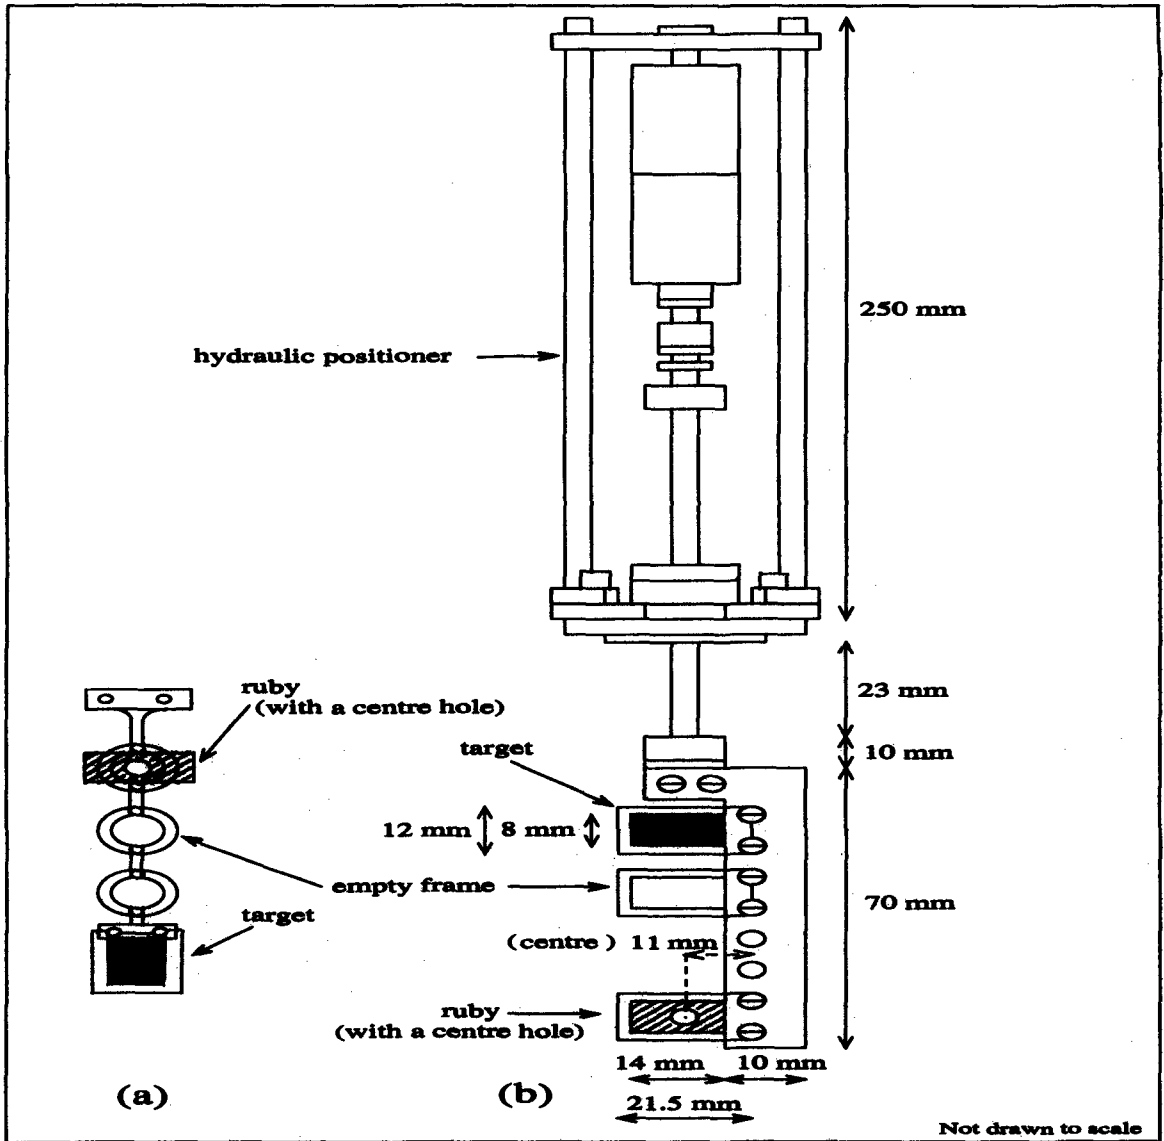 250 mm
hydraulic positioner
23 mm
ruby
(with a centre hole)
10 mm
target
12 mm
8 mm
empty frame
70 mm
target
(centre) 11 mm
ruby
(with a centre hole)
14 mm
10 mm
(a)
(b)
21.5 mm
Not drawn to scale